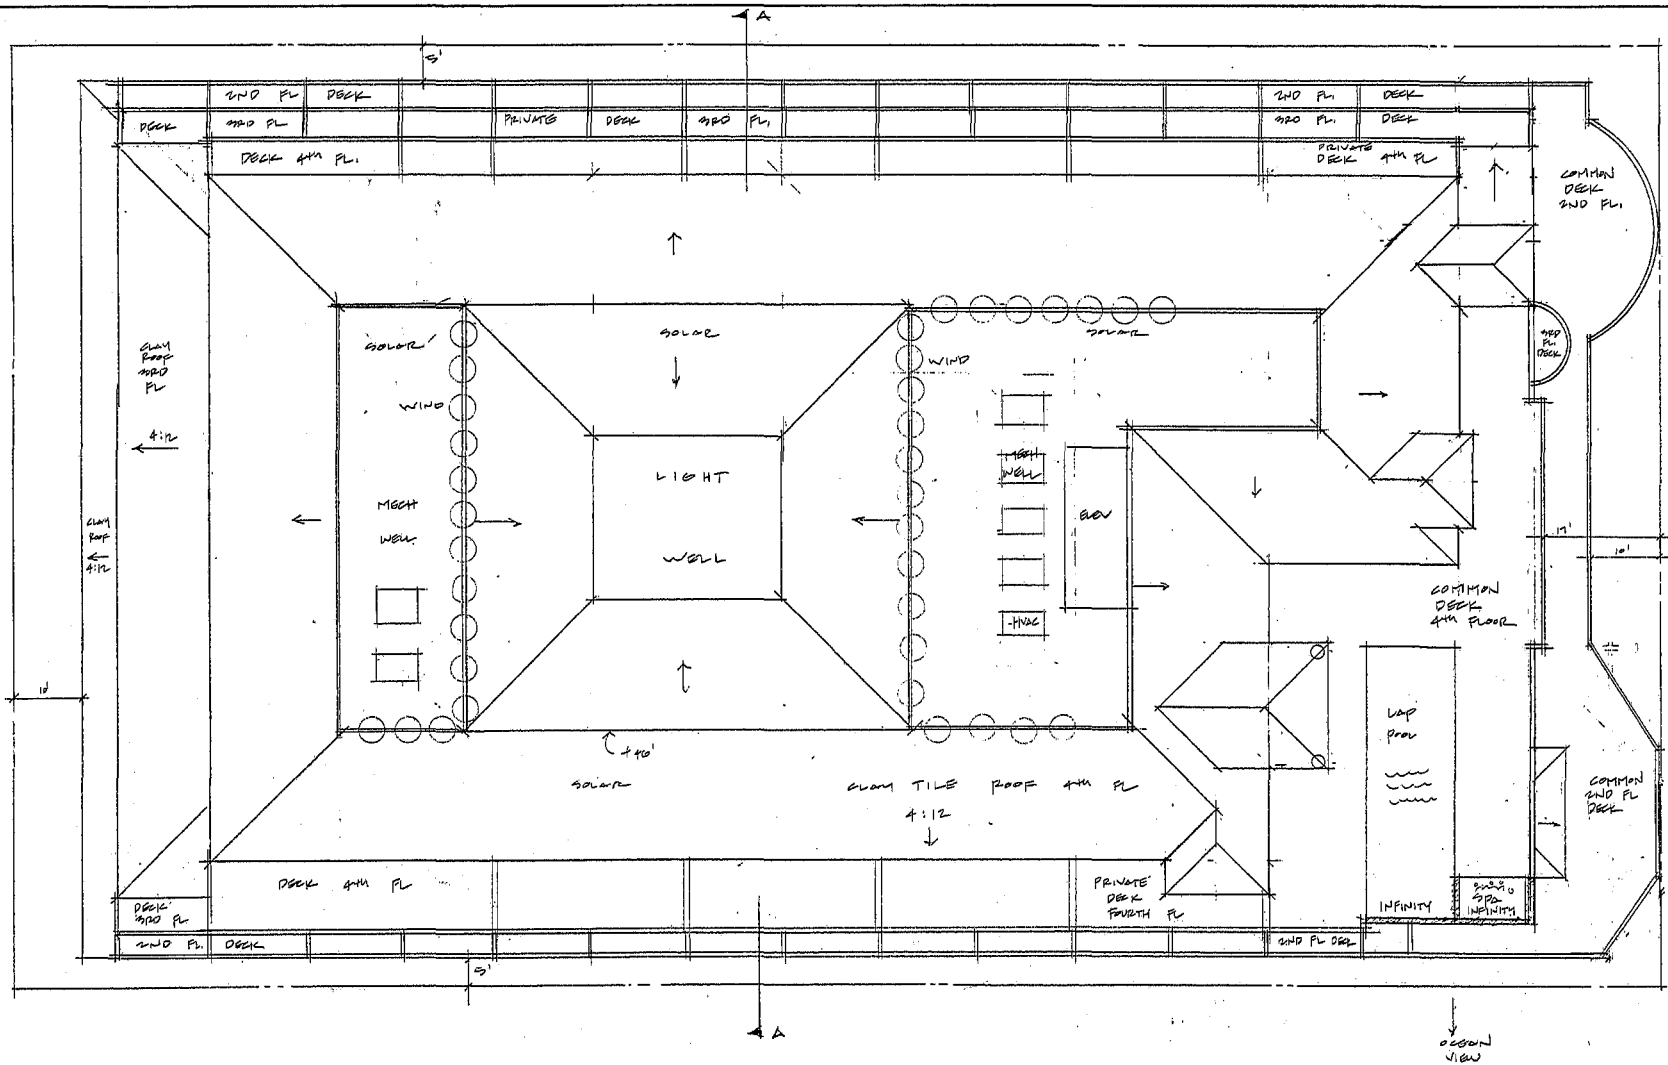 A
5'
2ND FL DECK
2ND FL. DECK
DECK
3RD FL
PRIVATE DECK 3RD FL.
3RD FL. DECK
DECK 4TH FL.
PRIVATE
DECK 4TH FL
COMMON
DECK
2ND FL.
SOLAR
SOLAR
SOLAR
WIND
WIND
3RD
FL.
DECK
CLAY
ROOF
3RD
FL
4:12
LIGHT
WELL
MECH
WELL
MECH
WELL
ELEV
HVAC
CLAY
ROOF
4:12
17'
10'
COMMON
DECK
4TH FLOOR
10'
LAP
POOL
+40'
SOLAR
CLAY TILE ROOF 4TH FL
4:12
COMMON
2ND FL
DECK
DECK 4TH FL
PRIVATE
DECK
FOURTH FL
INFINITY
SPA
INFINITY
DECK
3RD FL
2ND FL. DECK
2ND FL DECK
5'
A
OCEAN
VIEW